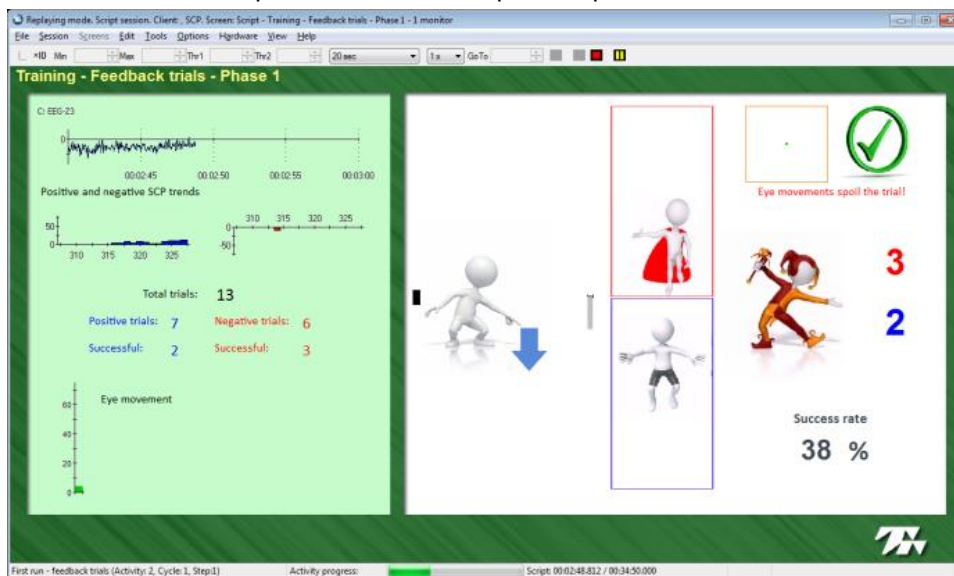 Replaying mode. Script session. Client: , SCP. Screen: Script - Training - Feedback trials - Phase 1 - 1 monitor
File Session Screens Edit Tools Options Hardware View Help
×10 Min Max Thr1 Thr2 20 sec 1 x GoTo
Training - Feedback trials - Phase 1
C: EEG-23
0
00:02:45 00:02:50 00:02:55 00:03:00
Positive and negative SCP trends
50
0
310 315 320 325
310 315 320 325
0
-50
Total trials: 13
Positive trials: 7 Negative trials: 6
Successful: 2 Successful: 3
Eye movement
60
40
20
0
Eye movements spoil the trial!
3
2
Success rate
38 %
First run - feedback trials (Activity: 2, Cycle: 1, Step:1) Activity progress: Script: 00:02:48.812 / 00:34:50.000